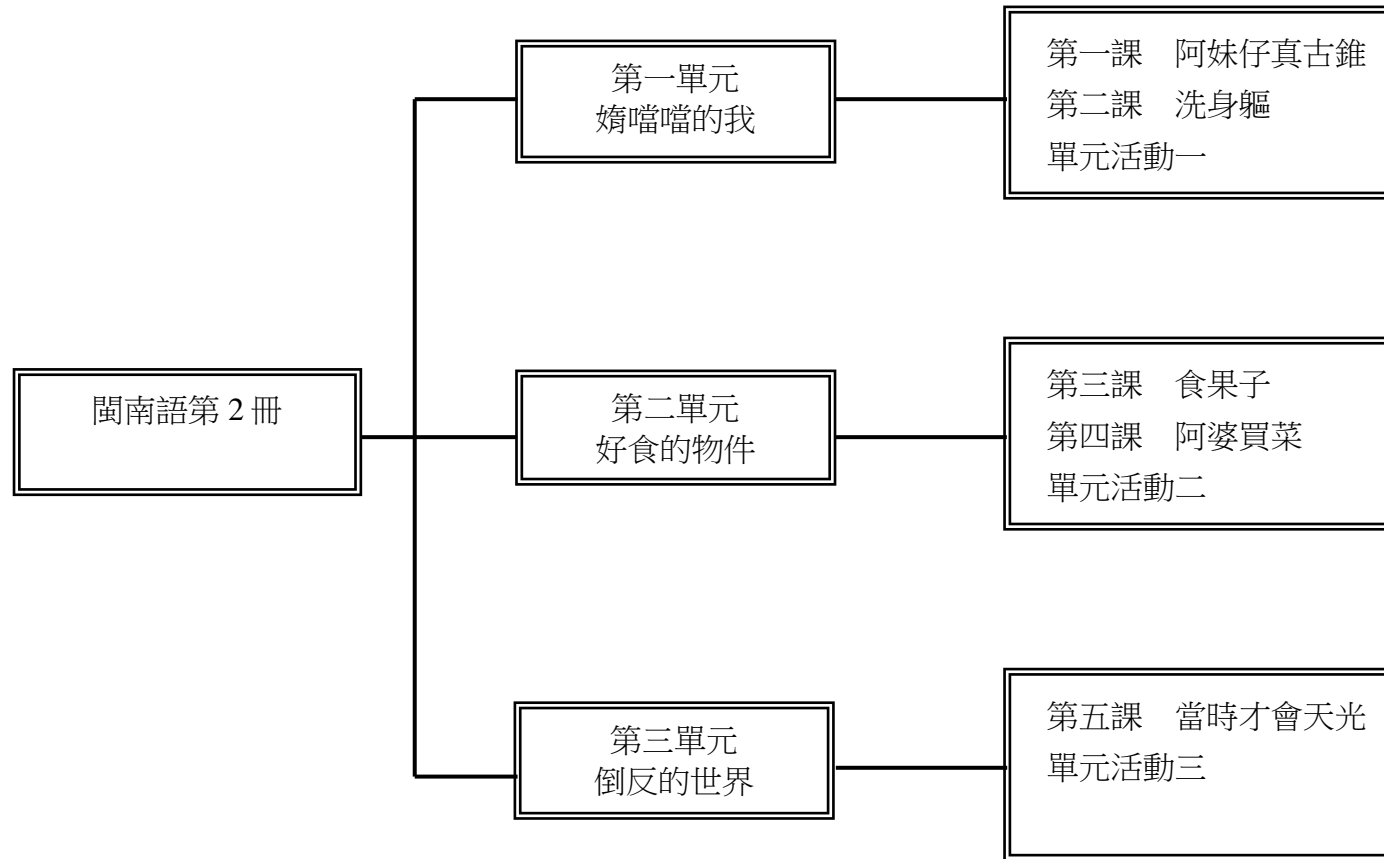 閩南語第 2 冊
第一單元
媠噹噹的我
第一課　阿妹仔真古錐
第二課　洗身軀
單元活動一
第二單元
好食的物件
第三課　食果子
第四課　阿婆買菜
單元活動二
第三單元
倒反的世界
第五課　當時才會天光
單元活動三